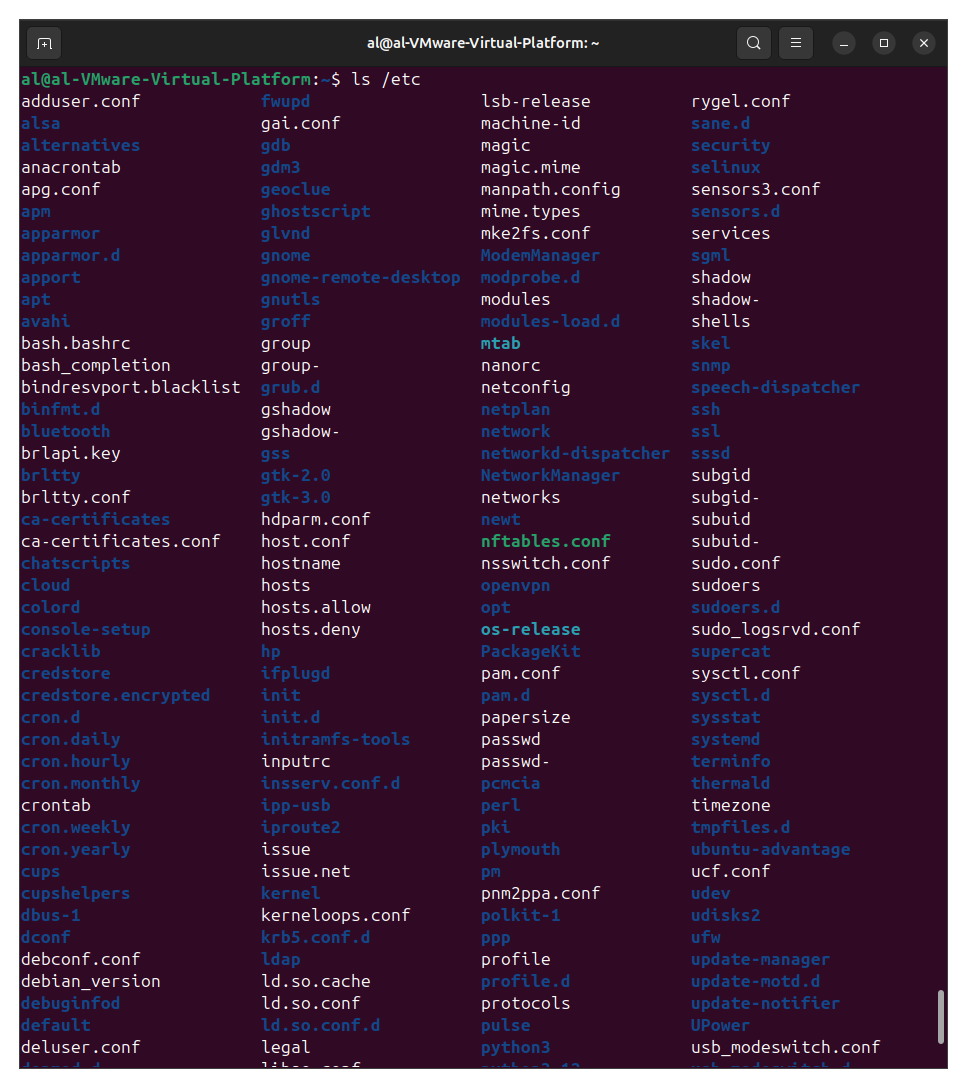 al@al-VMware-Virtual-Platform: ~
al@al-VMware-Virtual-Platform:~$ ls /etc
adduser.conf fwupd lsb-release rygel.conf
alsa gai.conf machine-id sane.d
alternatives gdb magic security
anacrontab gdm3 magic.mime selinux
apg.conf geoclue manpath.config sensors3.conf
apm ghostscript mime.types sensors.d
apparmor glvnd mke2fs.conf services
apparmor.d gnome ModemManager sgml
apport gnome-remote-desktop modprobe.d shadow
apt gnutls modules shadow-
avahi groff modules-load.d shells
bash.bashrc group mtab skel
bash_completion group- nanorc snmp
bindresvport.blacklist grub.d netconfig speech-dispatcher
binfmt.d gshadow netplan ssh
bluetooth gshadow- network ssl
brlapi.key gss networkd-dispatcher sssd
brltty gtk-2.0 NetworkManager subgid
brltty.conf gtk-3.0 networks subgid-
ca-certificates hdparm.conf newt subuid
ca-certificates.conf host.conf nftables.conf subuid-
chatscripts hostname nsswitch.conf sudo.conf
cloud hosts openvpn sudoers
colord hosts.allow opt sudoers.d
console-setup hosts.deny os-release sudo_logsrvd.conf
cracklib hp PackageKit supercat
credstore ifplugd pam.conf sysctl.conf
credstore.encrypted init pam.d sysctl.d
cron.d init.d papersize sysstat
cron.daily initramfs-tools passwd systemd
cron.hourly inputrc passwd- terminfo
cron.monthly insserv.conf.d pcmcia thermald
crontab ipp-usb perl timezone
cron.weekly iproute2 pki tmpfiles.d
cron.yearly issue plymouth ubuntu-advantage
cups issue.net pm ucf.conf
cupshelpers kernel pnm2ppa.conf udev
dbus-1 kerneloops.conf polkit-1 udisks2
dconf krb5.conf.d ppp ufw
debconf.conf ldap profile update-manager
debian_version ld.so.cache profile.d update-motd.d
debuginfod ld.so.conf protocols update-notifier
default ld.so.conf.d pulse UPower
deluser.conf legal python3 usb_modeswitch.conf